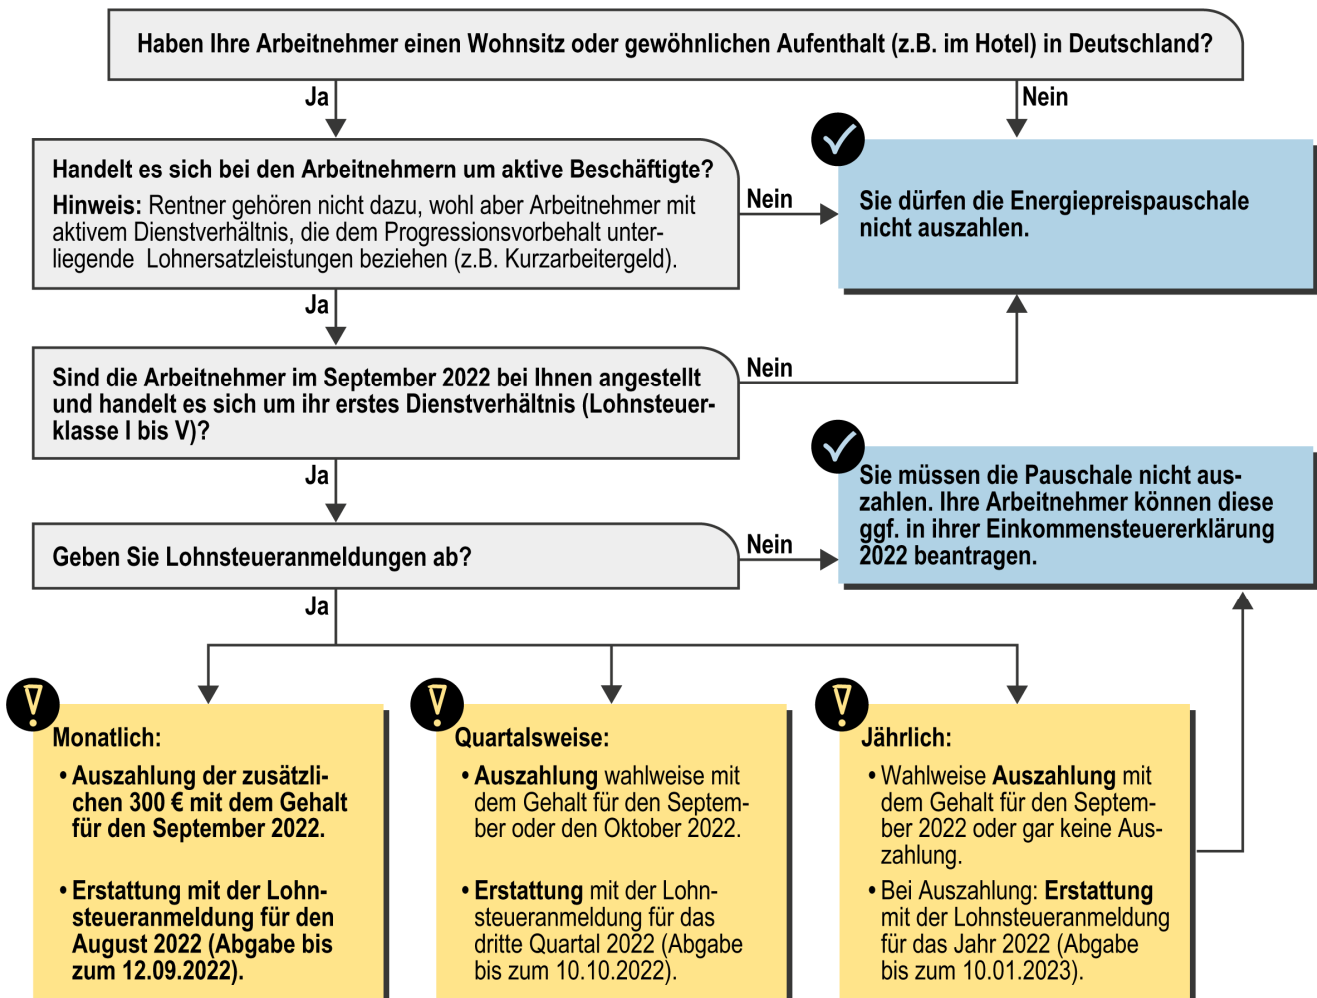 Haben Ihre Arbeitnehmer einen Wohnsitz oder gewöhnlichen Aufenthalt (z.B. im Hotel) in Deutschland?
Ja
Nein
Handelt es sich bei den Arbeitnehmern um aktive Beschäftigte?
Hinweis: Rentner gehören nicht dazu, wohl aber Arbeitnehmer mit
aktivem Dienstverhältnis, die dem Progressionsvorbehalt unter-
liegende Lohnersatzleistungen beziehen (z.B. Kurzarbeitergeld).
Nein
Sie dürfen die Energiepreispauschale
nicht auszahlen.
Ja
Sind die Arbeitnehmer im September 2022 bei Ihnen angestellt
und handelt es sich um ihr erstes Dienstverhältnis (Lohnsteuer-
klasse I bis V)?
Nein
Ja
Geben Sie Lohnsteueranmeldungen ab?
Nein
Sie müssen die Pauschale nicht aus-
zahlen. Ihre Arbeitnehmer können diese
ggf. in ihrer Einkommensteuererklärung
2022 beantragen.
Ja
Monatlich:
• Auszahlung der zusätzli-
chen 300 € mit dem Gehalt
für den September 2022.
• Erstattung mit der Lohn-
steueranmeldung für den
August 2022 (Abgabe bis
zum 12.09.2022).
Quartalsweise:
• Auszahlung wahlweise mit
dem Gehalt für den Septem-
ber oder den Oktober 2022.
• Erstattung mit der Lohn-
steueranmeldung für das
dritte Quartal 2022 (Abgabe
bis zum 10.10.2022).
Jährlich:
• Wahlweise Auszahlung mit
dem Gehalt für den Septem-
ber 2022 oder gar keine Aus-
zahlung.
• Bei Auszahlung: Erstattung
mit der Lohnsteueranmeldung
für das Jahr 2022 (Abgabe
bis zum 10.01.2023).